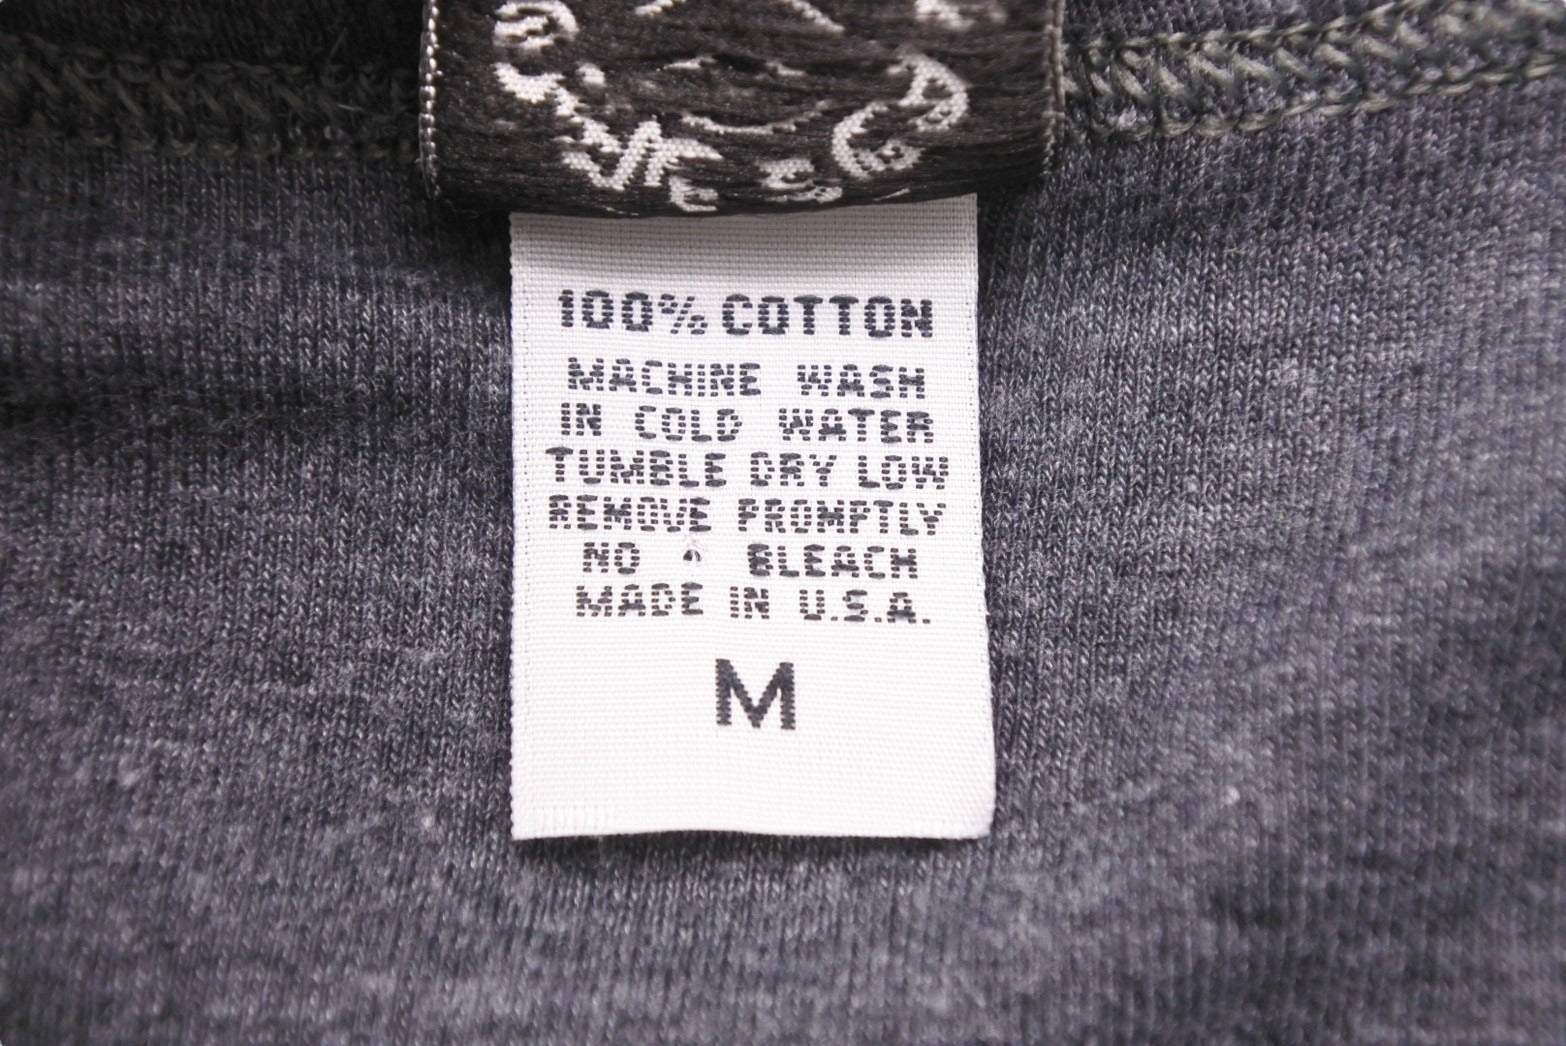 100% COTTON
MACHINE WASH
IN COLD WATER
TUMBLE DRY LOW
REMOVE PROMPTLY
NO BLEACH
MADE IN U.S.A.
M